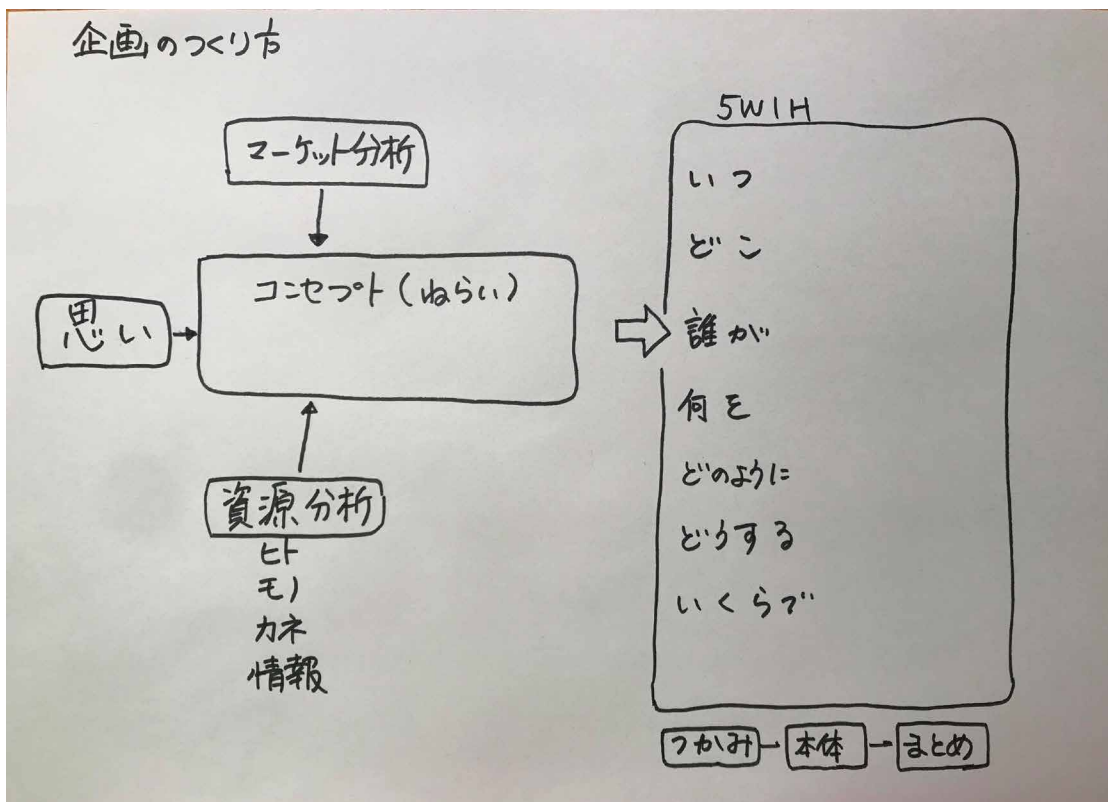 企画のつくり方
マーケット分析
コンセプト(ねらい)
思い
資源分析
ヒト
モノ
カネ
情報
5W1H
いつ
どこ
誰が
何を
どのように
どうする
いくらで
つかみ
本体
まとめ